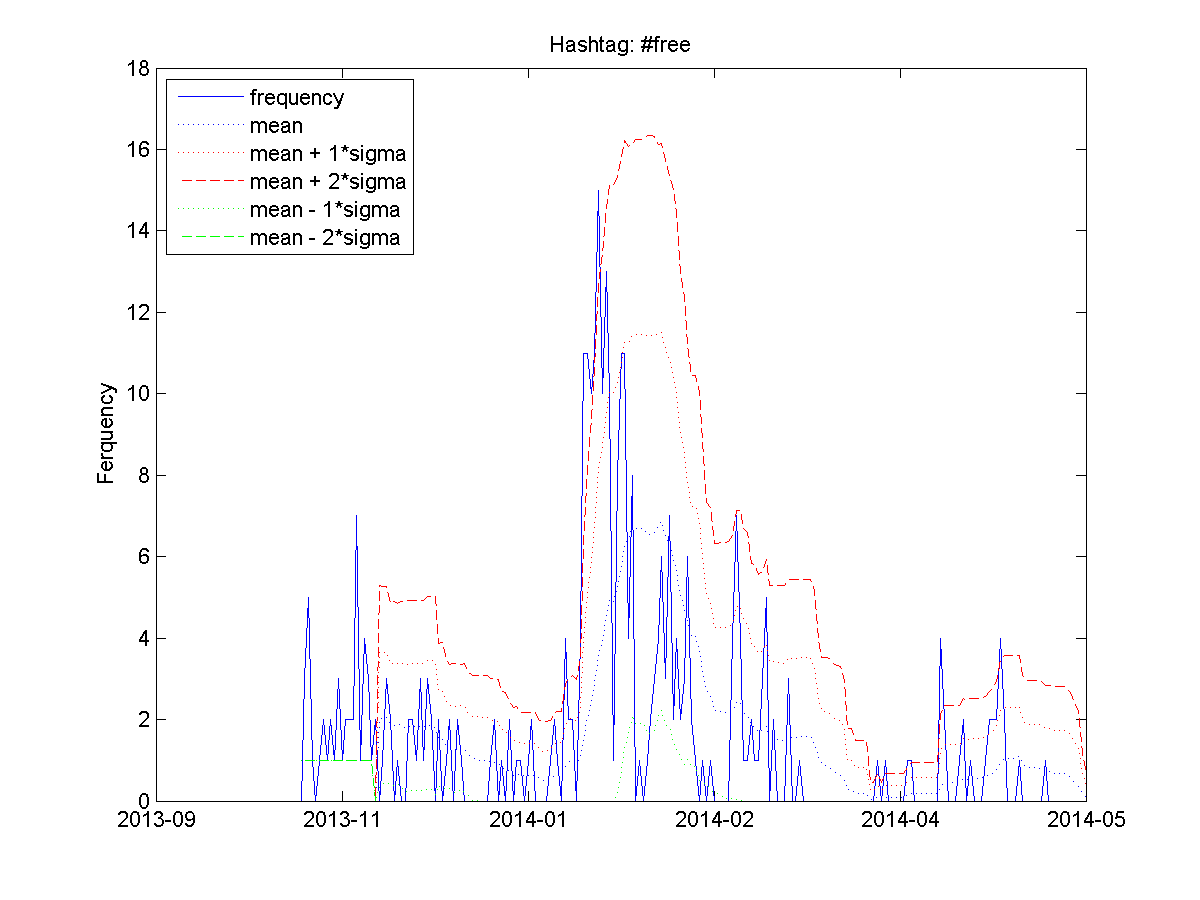 Hashtag: #free
18
16
14
12
10
8
6
4
2
0
Ferquency
frequency
mean
mean + 1*sigma
mean + 2*sigma
mean - 1*sigma
mean - 2*sigma
2013-09
2013-11
2014-01
2014-02
2014-04
2014-05